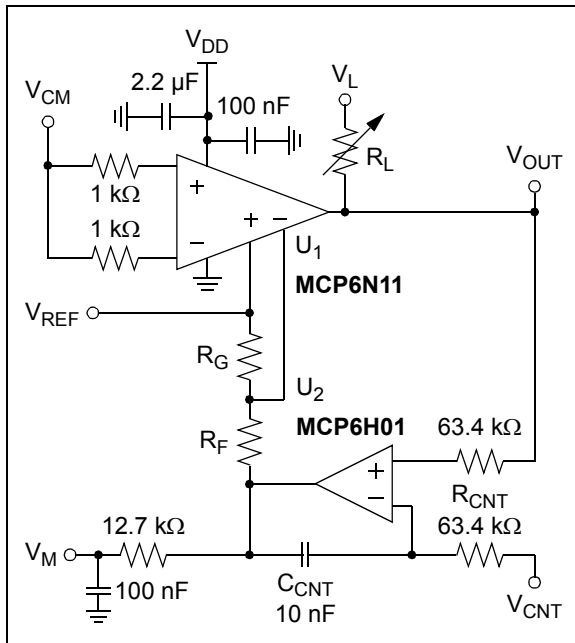 V_DD
2.2 µF
V_CM
100 nF
V_L
R_L
V_OUT
1 kΩ
1 kΩ
+
−
+ −
U_1
MCP6N11
V_REF
R_G
U_2
MCP6H01
R_F
63.4 kΩ
+
−
R_CNT
12.7 kΩ
63.4 kΩ
V_M
100 nF
C_CNT
10 nF
V_CNT